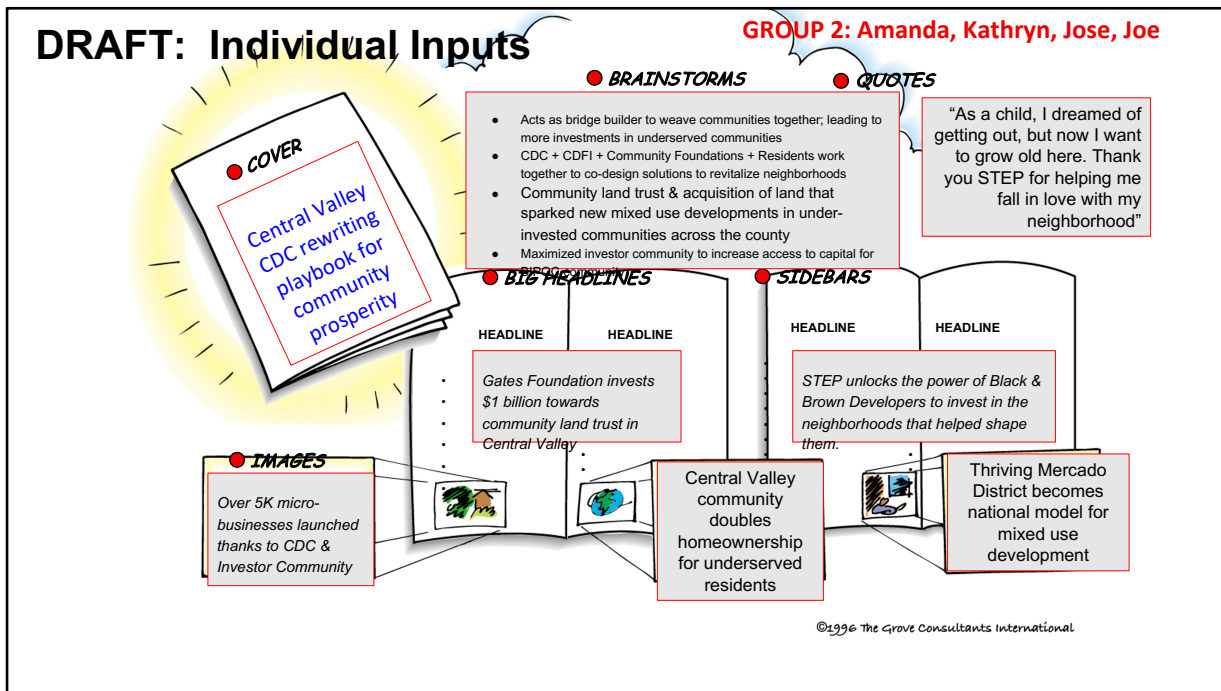 DRAFT: Individual Inputs
GROUP 2: Amanda, Kathryn, Jose, Joe
COVER
Central Valley
CDC rewriting
playbook for
community
prosperity
BRAINSTORMS
● Acts as bridge builder to weave communities together; leading to
more investments in underserved communities
● CDC + CDFI + Community Foundations + Residents work
together to co-design solutions to revitalize neighborhoods
● Community land trust & acquisition of land that
sparked new mixed use developments in under-
invested communities across the county
● Maximized investor community to increase access to capital for
BIPOC community
QUOTES
“As a child, I dreamed of
getting out, but now I want
to grow old here. Thank
you STEP for helping me
fall in love with my
neighborhood”
BIG HEADLINES
HEADLINE
HEADLINE
Gates Foundation invests
$1 billion towards
community land trust in
Central Valley
SIDEBARS
HEADLINE
HEADLINE
STEP unlocks the power of Black &
Brown Developers to invest in the
neighborhoods that helped shape
them.
IMAGES
Over 5K micro-
businesses launched
thanks to CDC &
Investor Community
Central Valley
community
doubles
homeownership
for underserved
residents
Thriving Mercado
District becomes
national model for
mixed use
development
©1996 The Grove Consultants International